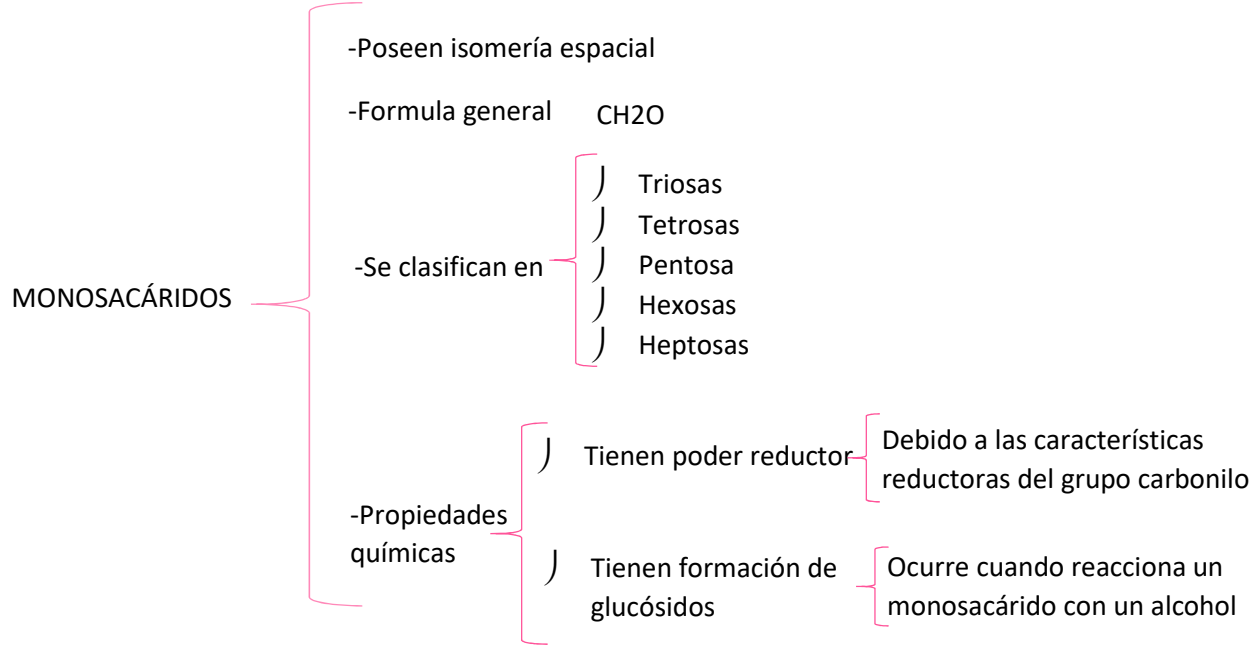 -Poseen isomería espacial
-Formula general CH2O
MONOSACÁRIDOS
-Se clasifican en
Triosas
Tetrosas
Pentosa
Hexosas
Heptosas
-Propiedades
químicas
Tienen poder reductor
Debido a las características
reductoras del grupo carbonilo
Tienen formación de
glucósidos
Ocurre cuando reacciona un
monosacárido con un alcohol